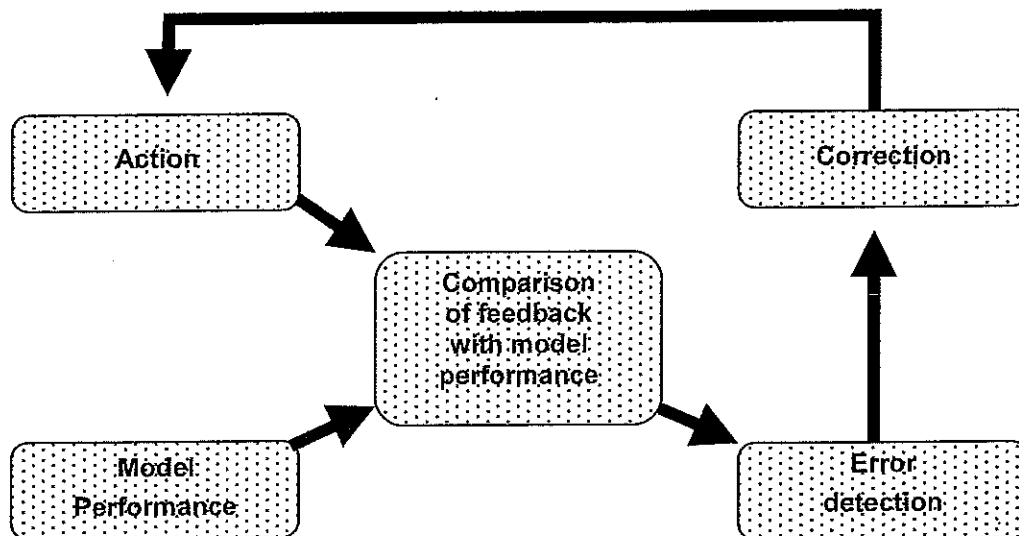 Action
Correction
Comparison
of feedback
with model
performance
Model
Performance
Error
detection